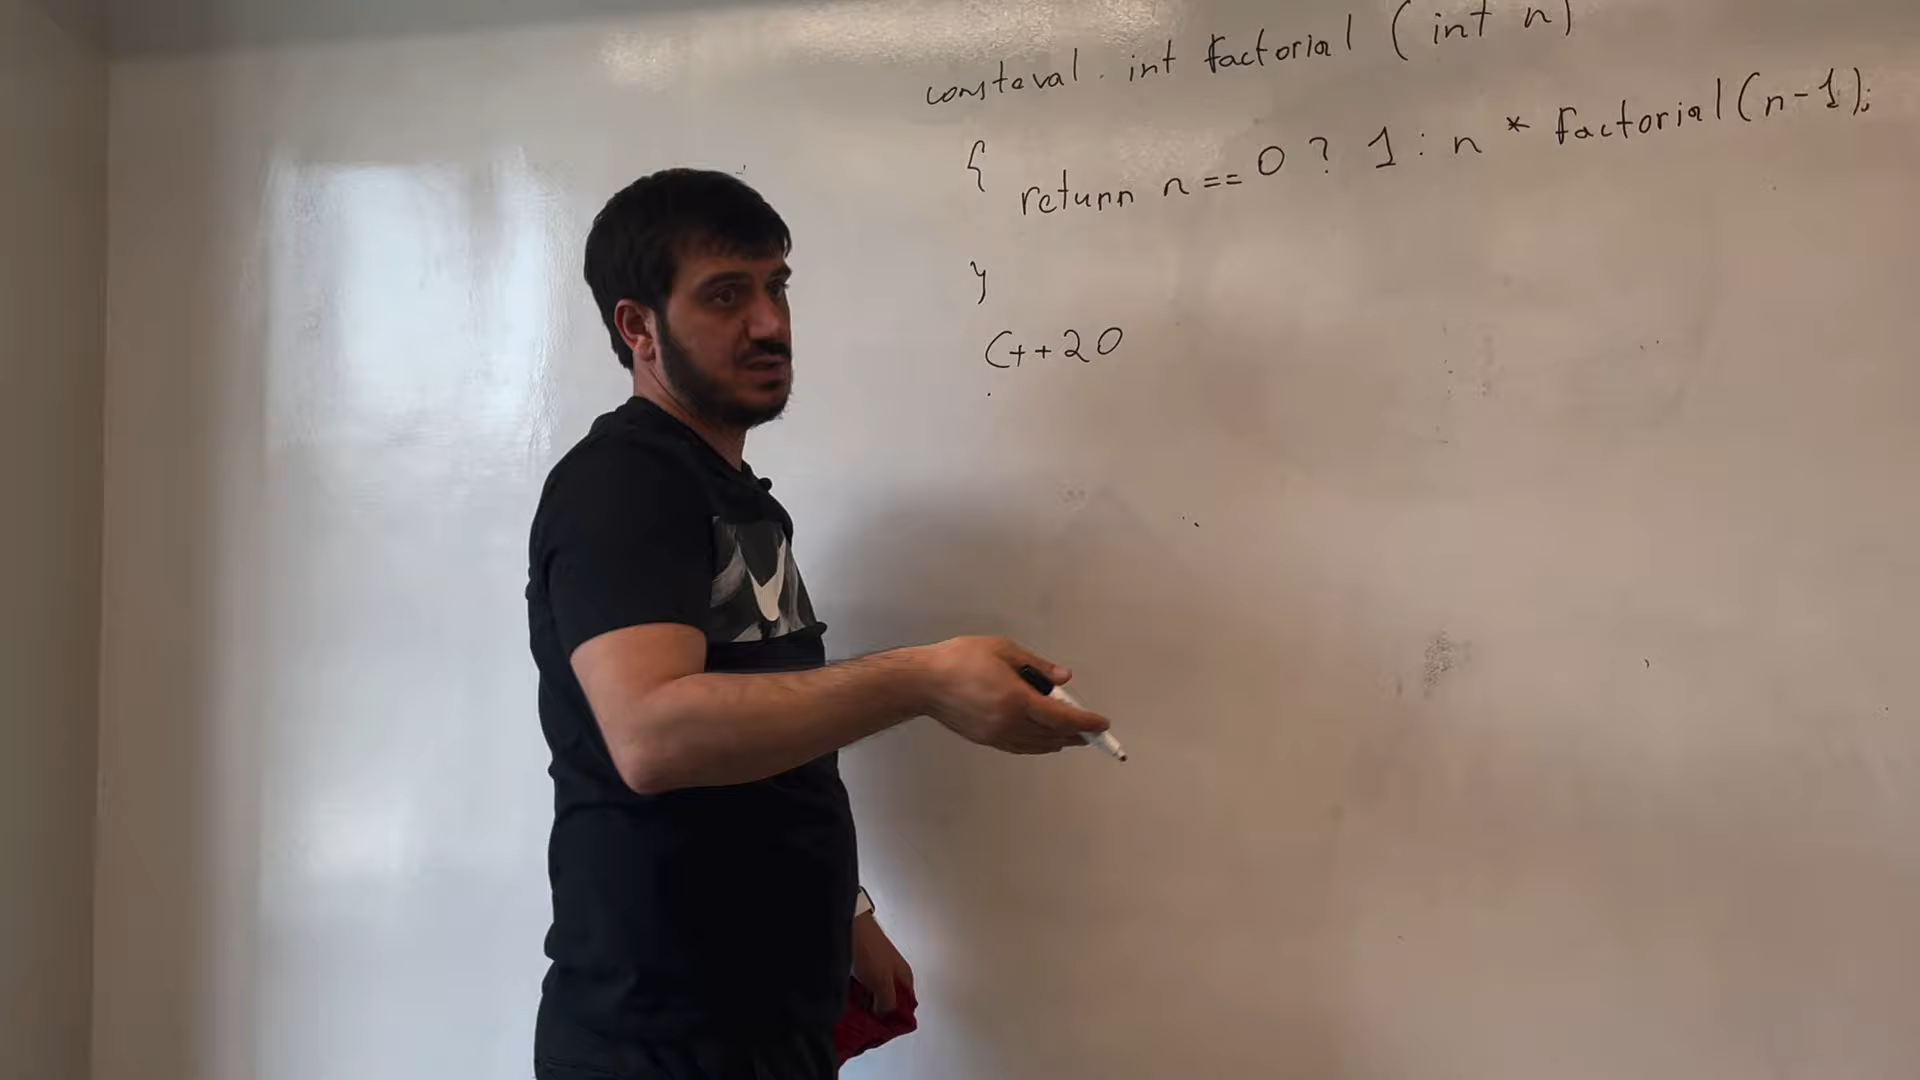 consteval int factorial (int n)
{
return n == 0 ? 1 : n * factorial(n-1);
}
C++20